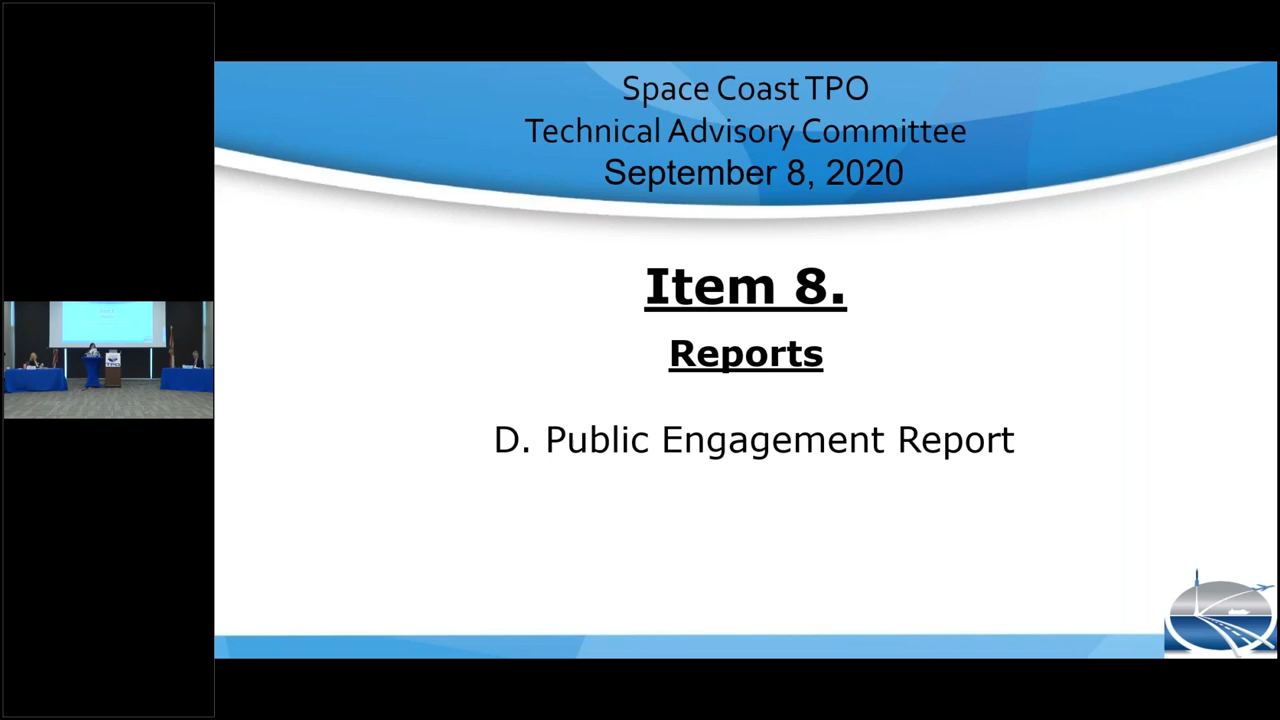 Space Coast TPO
Technical Advisory Committee
September 8, 2020
Item 8.
Reports
D. Public Engagement Report